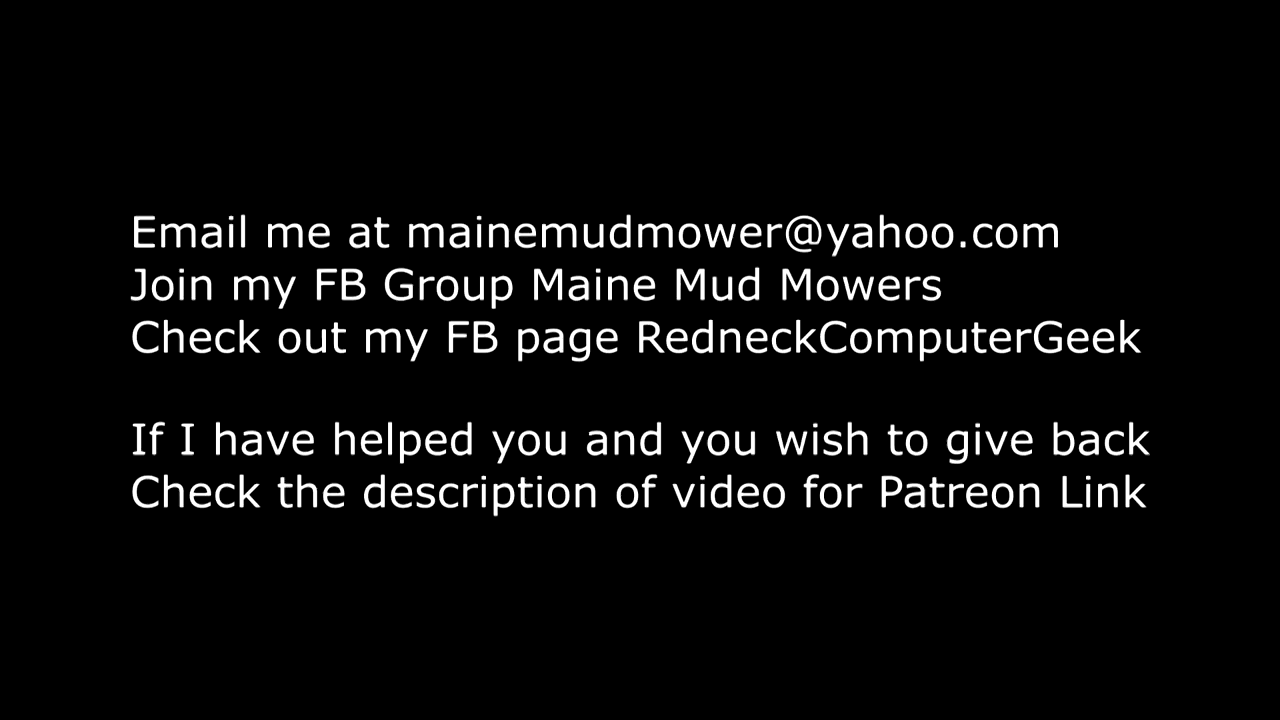 Email me at mainemudmower@yahoo.com
Join my FB Group Maine Mud Mowers
Check out my FB page RedneckComputerGeek
If I have helped you and you wish to give back
Check the description of video for Patreon Link